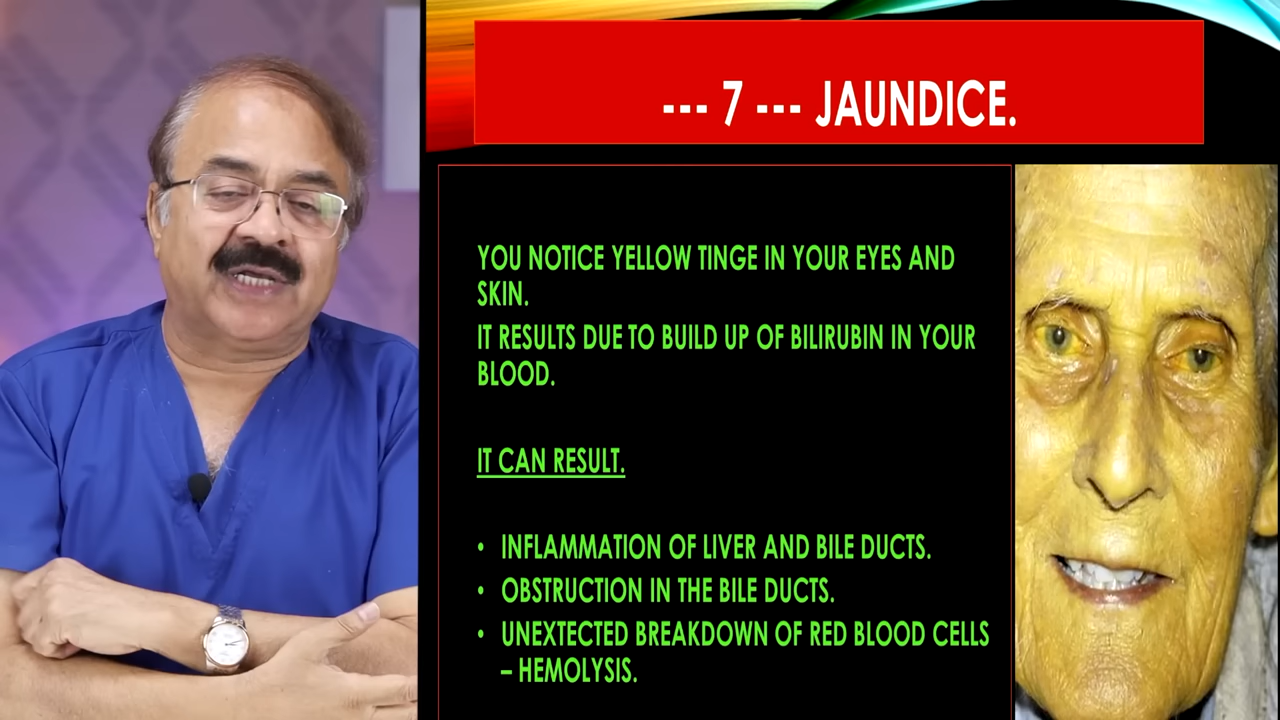 --- 7 --- JAUNDICE.
YOU NOTICE YELLOW TINGE IN YOUR EYES AND
SKIN.
IT RESULTS DUE TO BUILD UP OF BILIRUBIN IN YOUR
BLOOD.
IT CAN RESULT.
• INFLAMMATION OF LIVER AND BILE DUCTS.
• OBSTRUCTION IN THE BILE DUCTS.
• UNEXTECTED BREAKDOWN OF RED BLOOD CELLS
– HEMOLYSIS.